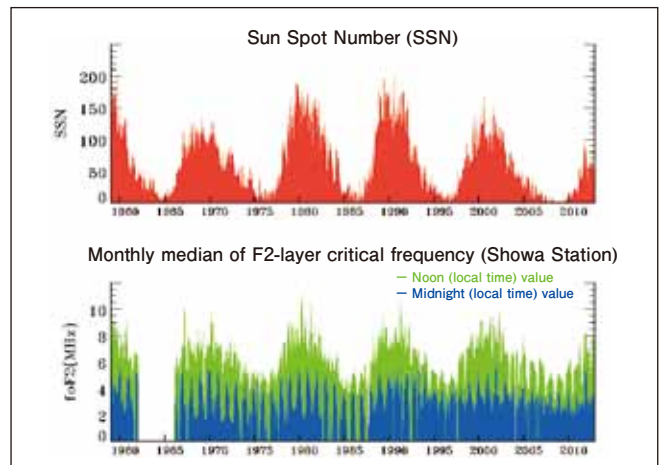 Sun Spot Number (SSN)
200
150
100
50
0
SSN
1960 1965 1970 1975 1980 1985 1990 1995 2000 2005 2010
Monthly median of F2-layer critical frequency (Showa Station)
— Noon (local time) value
— Midnight (local time) value
10
8
6
4
2
0
foF2[MHz]
1960 1965 1970 1975 1980 1985 1990 1995 2000 2005 2010